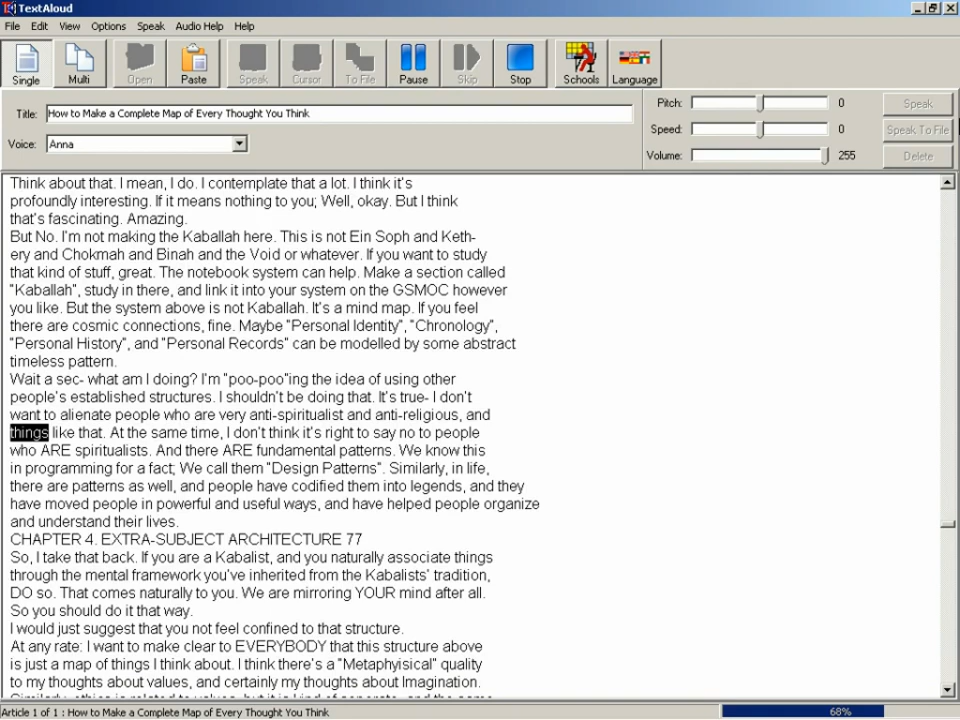 TextAloud
File Edit View Options Speak Audio Help Help
Single Multi Open Paste Speak Cursor To File Pause Skip Stop Schools Language
Title: How to Make a Complete Map of Every Thought You Think
Voice: Anna
Pitch: 0 Speak
Speed: 0 Speak To File
Volume: 255 Delete
Think about that. I mean, I do. I contemplate that a lot. I think it's
profoundly interesting. If it means nothing to you; Well, okay. But I think
that's fascinating. Amazing.
But No. I'm not making the Kaballah here. This is not Ein Soph and Keth-
ery and Chokmah and Binah and the Void or whatever. If you want to study
that kind of stuff, great. The notebook system can help. Make a section called
"Kaballah", study in there, and link it into your system on the GSMOC however
you like. But the system above is not Kaballah. It's a mind map. If you feel
there are cosmic connections, fine. Maybe "Personal Identity", "Chronology",
"Personal History", and "Personal Records" can be modelled by some abstract
timeless pattern.
Wait a sec- what am I doing? I'm "poo-poo"ing the idea of using other
people's established structures. I shouldn't be doing that. It's true- I don't
want to alienate people who are very anti-spiritualist and anti-religious, and
things like that. At the same time, I don't think it's right to say no to people
who ARE spiritualists. And there ARE fundamental patterns. We know this
in programming for a fact; We call them "Design Patterns". Similarly, in life,
there are patterns as well, and people have codified them into legends, and they
have moved people in powerful and useful ways, and have helped people organize
and understand their lives.
CHAPTER 4. EXTRA-SUBJECT ARCHITECTURE 77
So, I take that back. If you are a Kabalist, and you naturally associate things
through the mental framework you've inherited from the Kabalists' tradition,
DO so. That comes naturally to you. We are mirroring YOUR mind after all.
So you should do it that way.
I would just suggest that you not feel confined to that structure.
At any rate: I want to make clear to EVERYBODY that this structure above
is just a map of things I think about. I think there's a "Metaphyisical" quality
to my thoughts about values, and certainly my thoughts about Imagination.
Similarly, ethics is related to values, but it is kind of separate, and the same
Article 1 of 1 : How to Make a Complete Map of Every Thought You Think 68%